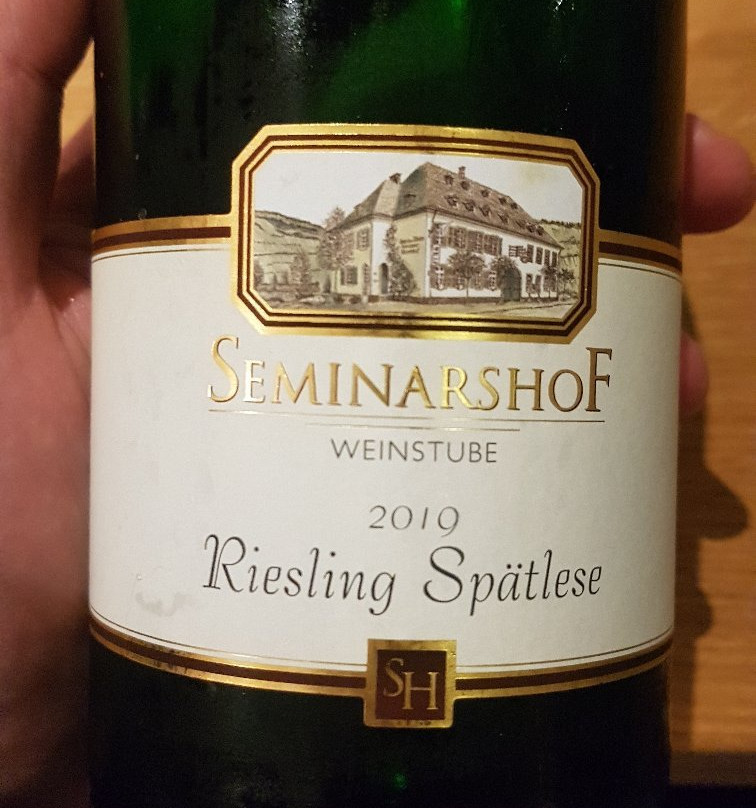 SEMINARSHOF
WEINSTUBE
2019
Riesling Spätlese
SH